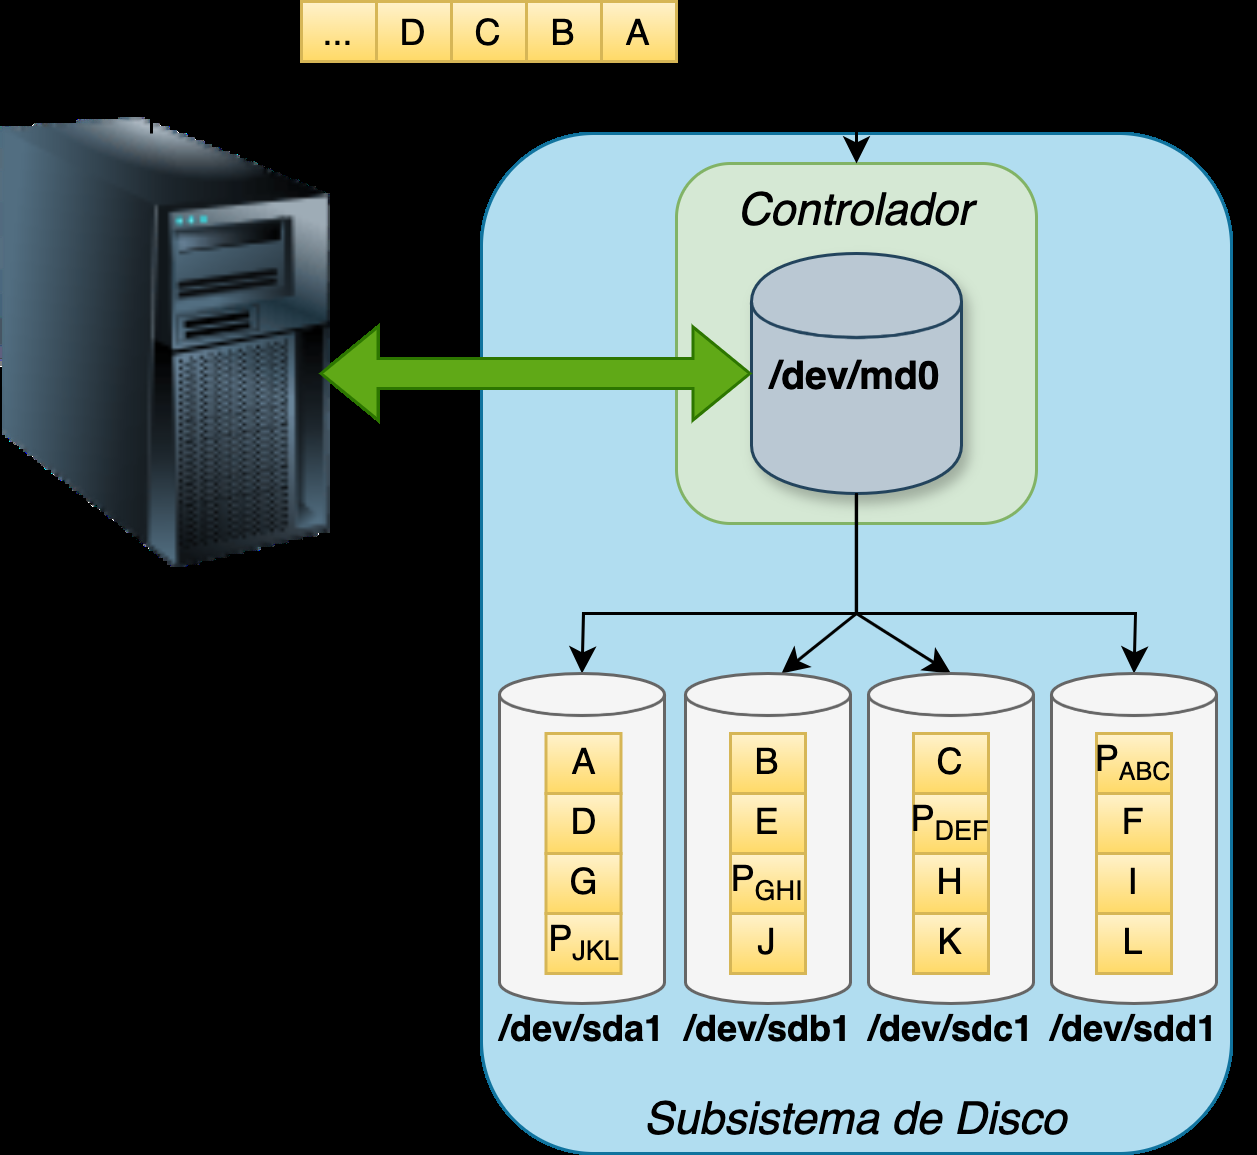 ... D C B A
Controlador
/dev/md0
A B C PABC
D E PDEF F
G PGHI H I
PJKL J K L
/dev/sda1 /dev/sdb1 /dev/sdc1 /dev/sdd1
Subsistema de Disco